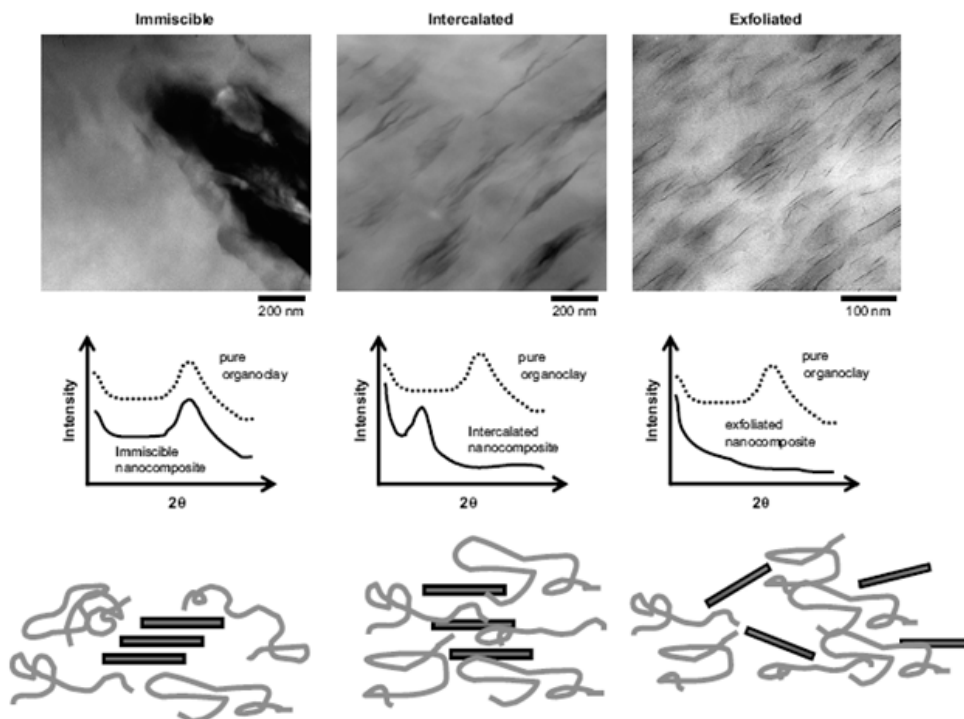 Immiscible
Intercalated
Exfoliated
200 nm
200 nm
100 nm
Intensity
pure
organoclay
Immiscible
nanocomposite
2θ
Intensity
pure
organoclay
Intercalated
nanocomposite
2θ
Intensity
pure
organoclay
exfoliated
nanocomposite
2θ